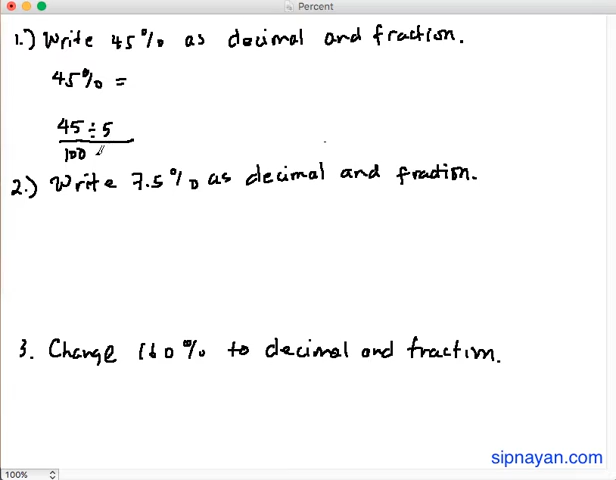 Percent
1.) Write 45% as decimal and fraction.
45% =
45 ÷ 5
100
2.) Write 7.5% as decimal and fraction.
3. Change 160% to decimal and fraction.
sipnayan.com
100%